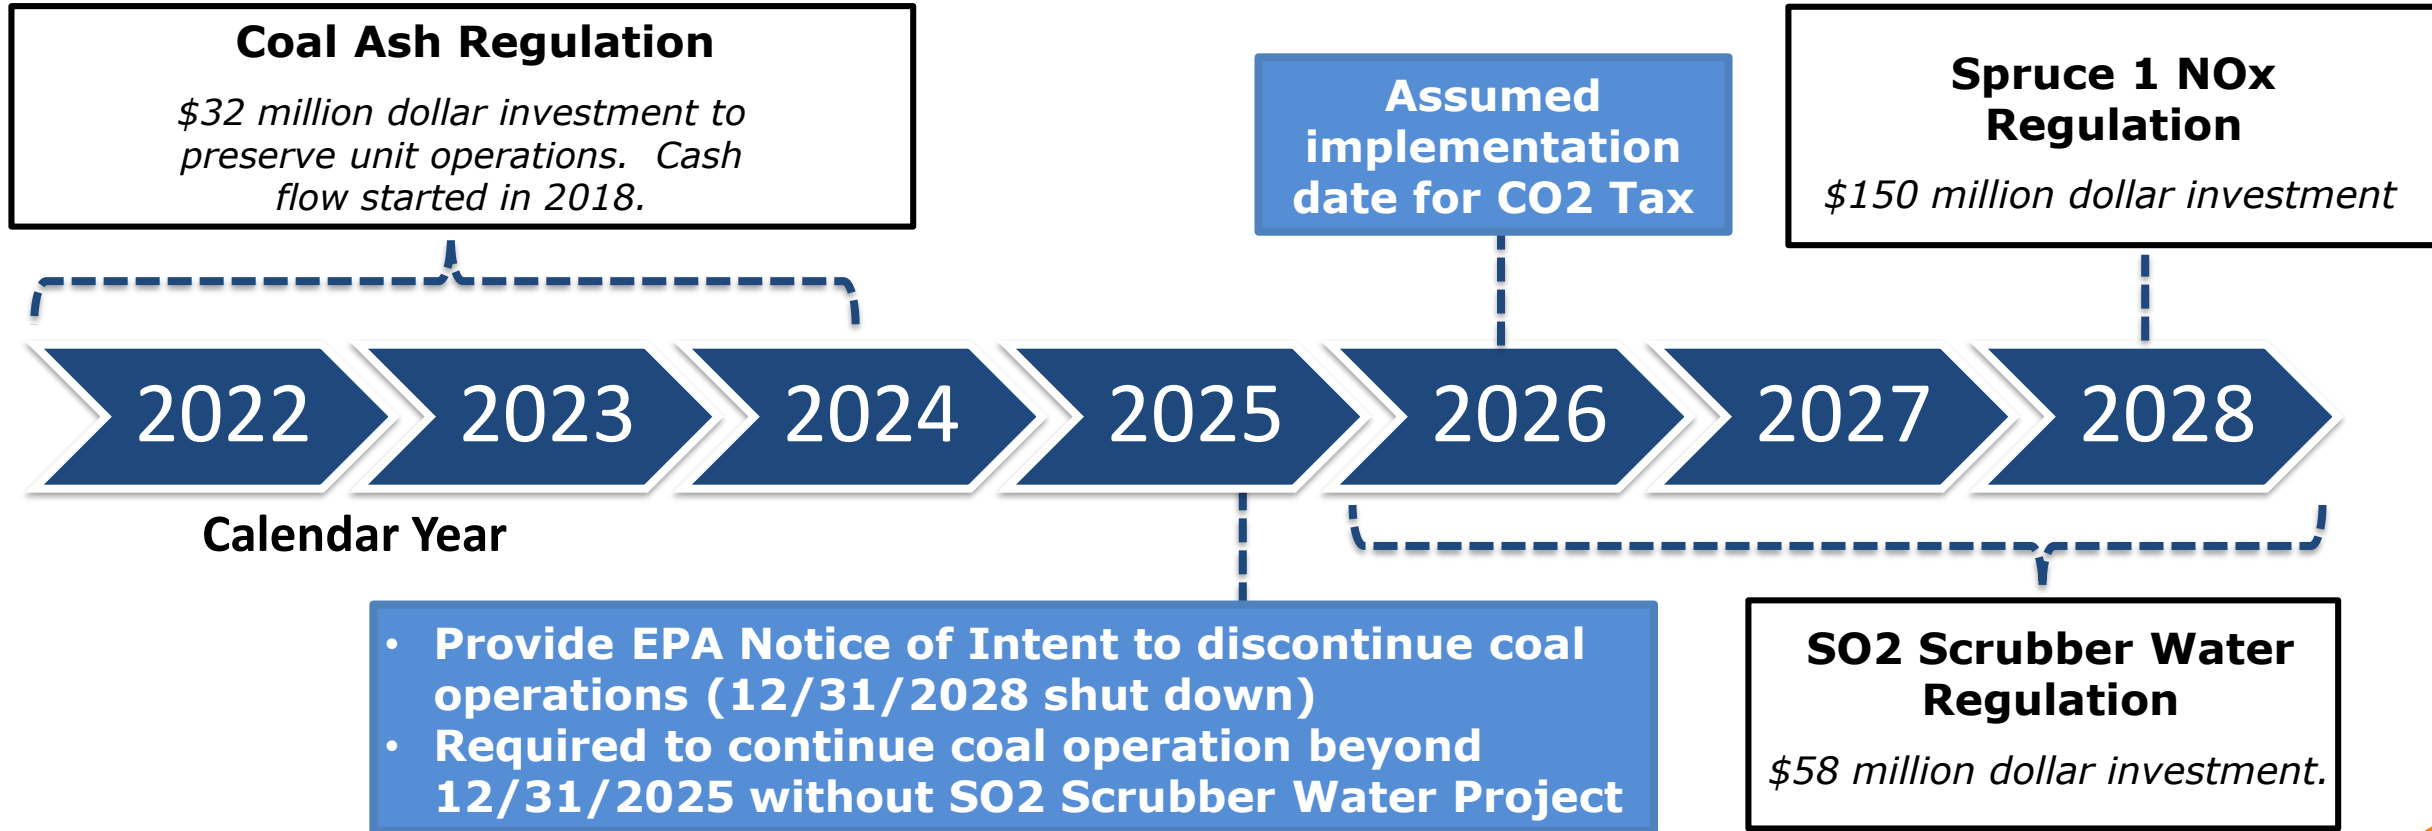 Coal Ash Regulation
$32 million dollar investment to
preserve unit operations.  Cash
flow started in 2018.
Assumed
implementation
date for CO2 Tax
Spruce 1 NOx
Regulation
$150 million dollar investment
2022
2023
2024
2025
2026
2027
2028
Calendar Year
• Provide EPA Notice of Intent to discontinue coal
operations (12/31/2028 shut down)
• Required to continue coal operation beyond
12/31/2025 without SO2 Scrubber Water Project
SO2 Scrubber Water
Regulation
$58 million dollar investment.